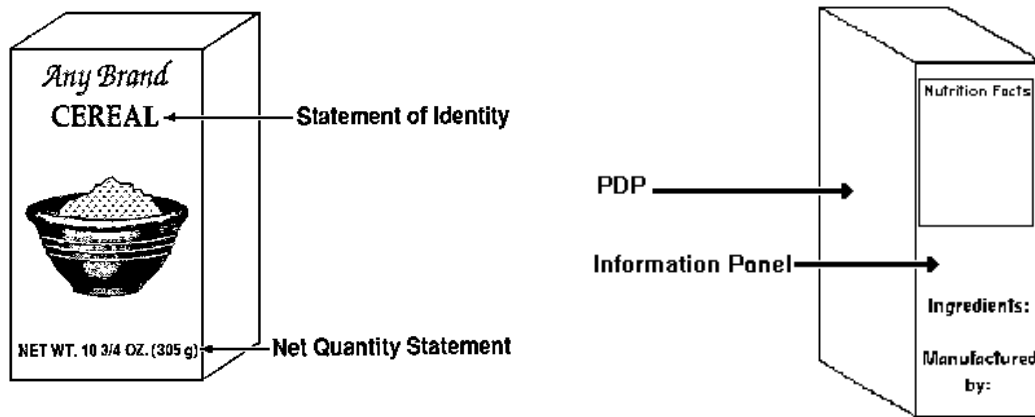 Any Brand
CEREAL
Statement of Identity
NET WT. 10 3/4 OZ. (305 g)
Net Quantity Statement
PDP
Information Panel
Nutrition Facts
Ingredients:
Manufactured
by: